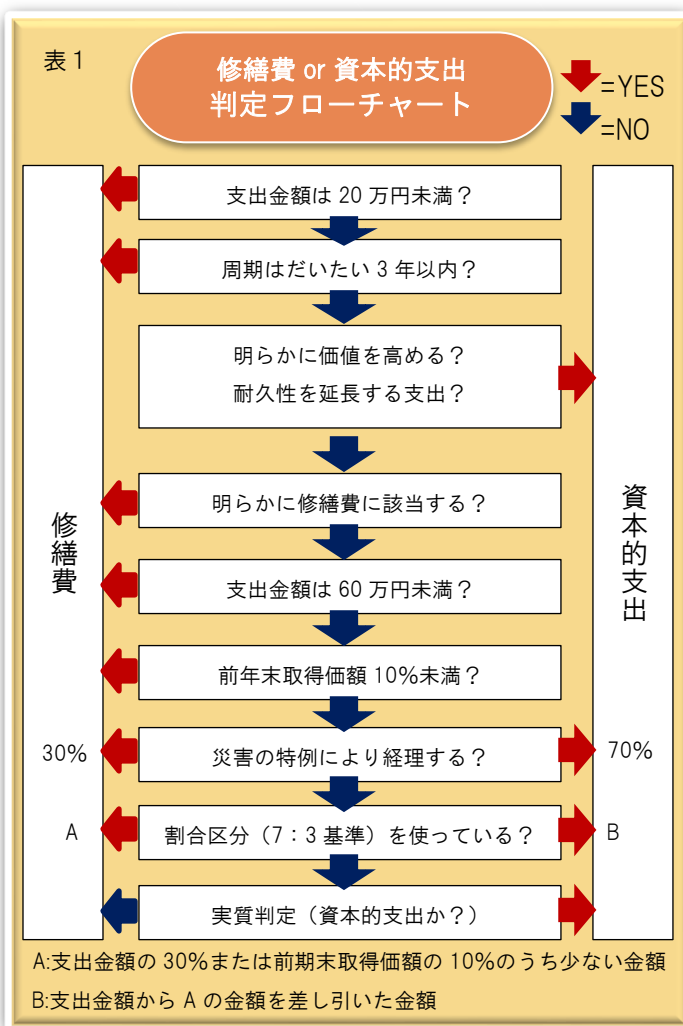 表1
修繕費 or 資本的支出
判定フローチャート
=YES
=NO
支出金額は 20 万円未満？
周期はだいたい 3 年以内？
明らかに価値を高める？
耐久性を延長する支出？
明らかに修繕費に該当する？
支出金額は 60 万円未満？
前年末取得価額 10%未満？
災害の特例により経理する？
割合区分（7：3 基準）を使っている？
実質判定（資本的支出か？）
修繕費
30%
A
資本的支出
70%
B
A:支出金額の 30%または前期末取得価額の 10%のうち少ない金額
B:支出金額から A の金額を差し引いた金額